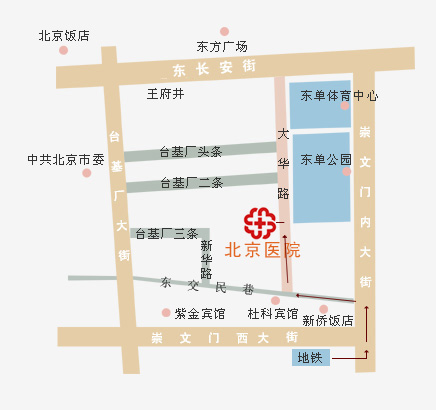 北京饭店
东方广场
东长安街
王府井
东单体育中心
台基厂大街
大华路
崇文门内大街
台基厂头条
中共北京市委
东单公园
台基厂二条
台基厂三条
新华路
北京医院
东交民巷
紫金宾馆
杜科宾馆
新侨饭店
崇文门西大街
地铁